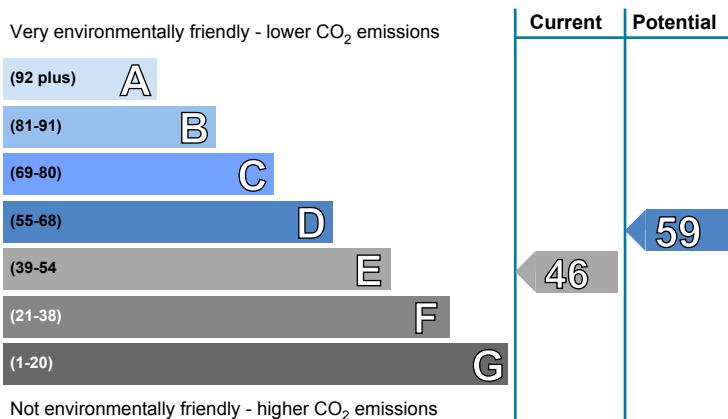 Current Potential
Very environmentally friendly - lower CO2 emissions
(92 plus) A
(81-91) B
(69-80) C
(55-68) D
59
(39-54 E
46
(21-38) F
(1-20) G
Not environmentally friendly - higher CO2 emissions